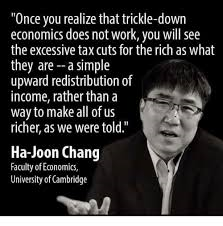 "Once you realize that trickle-down
economics does not work, you will see
the excessive tax cuts for the rich as what
they are -- a simple
upward redistribution of
income, rather than a
way to make all of us
richer, as we were told."
Ha-Joon Chang
Faculty of Economics,
University of Cambridge